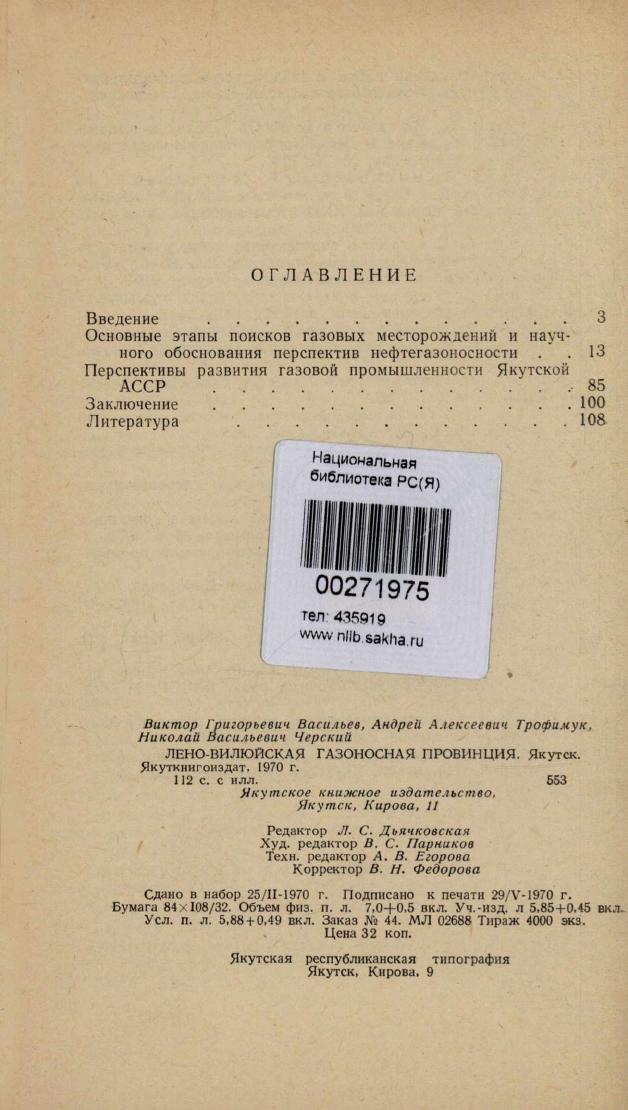 ОГЛАВЛЕНИЕ
Введение . . . . . . . . . . . . . 3
Основные этапы поисков газовых месторождений и науч-
ного обоснования перспектив нефтегазоносности . . 13
Перспективы развития газовой промышленности Якутской
АССР . . . . . . . . . . . . . 85
Заключение . . . . . . . . . . . . . 100
Литература . . . . . . . . . . . . 108
Национальная
библиотека РС(Я)
00271975
тел: 435919
www nlib.sakha.ru
Виктор Григорьевич Васильев, Андрей Алексеевич Трофимук,
Николай Васильевич Черский
ЛЕНО-ВИЛЮЙСКАЯ ГАЗОНОСНАЯ ПРОВИНЦИЯ. Якутск.
Якуткнигоиздат, 1970 г.
112 с. с илл. 553
Якутское книжное издательство,
Якутск, Кирова, 11
Редактор Л. С. Дьячковская
Худ. редактор В. С. Парников
Техн. редактор А. В. Егорова
Корректор В. Н. Федорова
Сдано в набор 25/II-1970 г. Подписано к печати 29/V-1970 г.
Бумага 84×108/32. Объем физ. п. л. 7,0+0,5 вкл. Уч.-изд. л 5,85+0,45 вкл.
Усл. п. л. 5,88+0,49 вкл. Заказ № 44. МЛ 02688 Тираж 4000 экз.
Цена 32 коп.
Якутская республиканская типография
Якутск, Кирова, 9